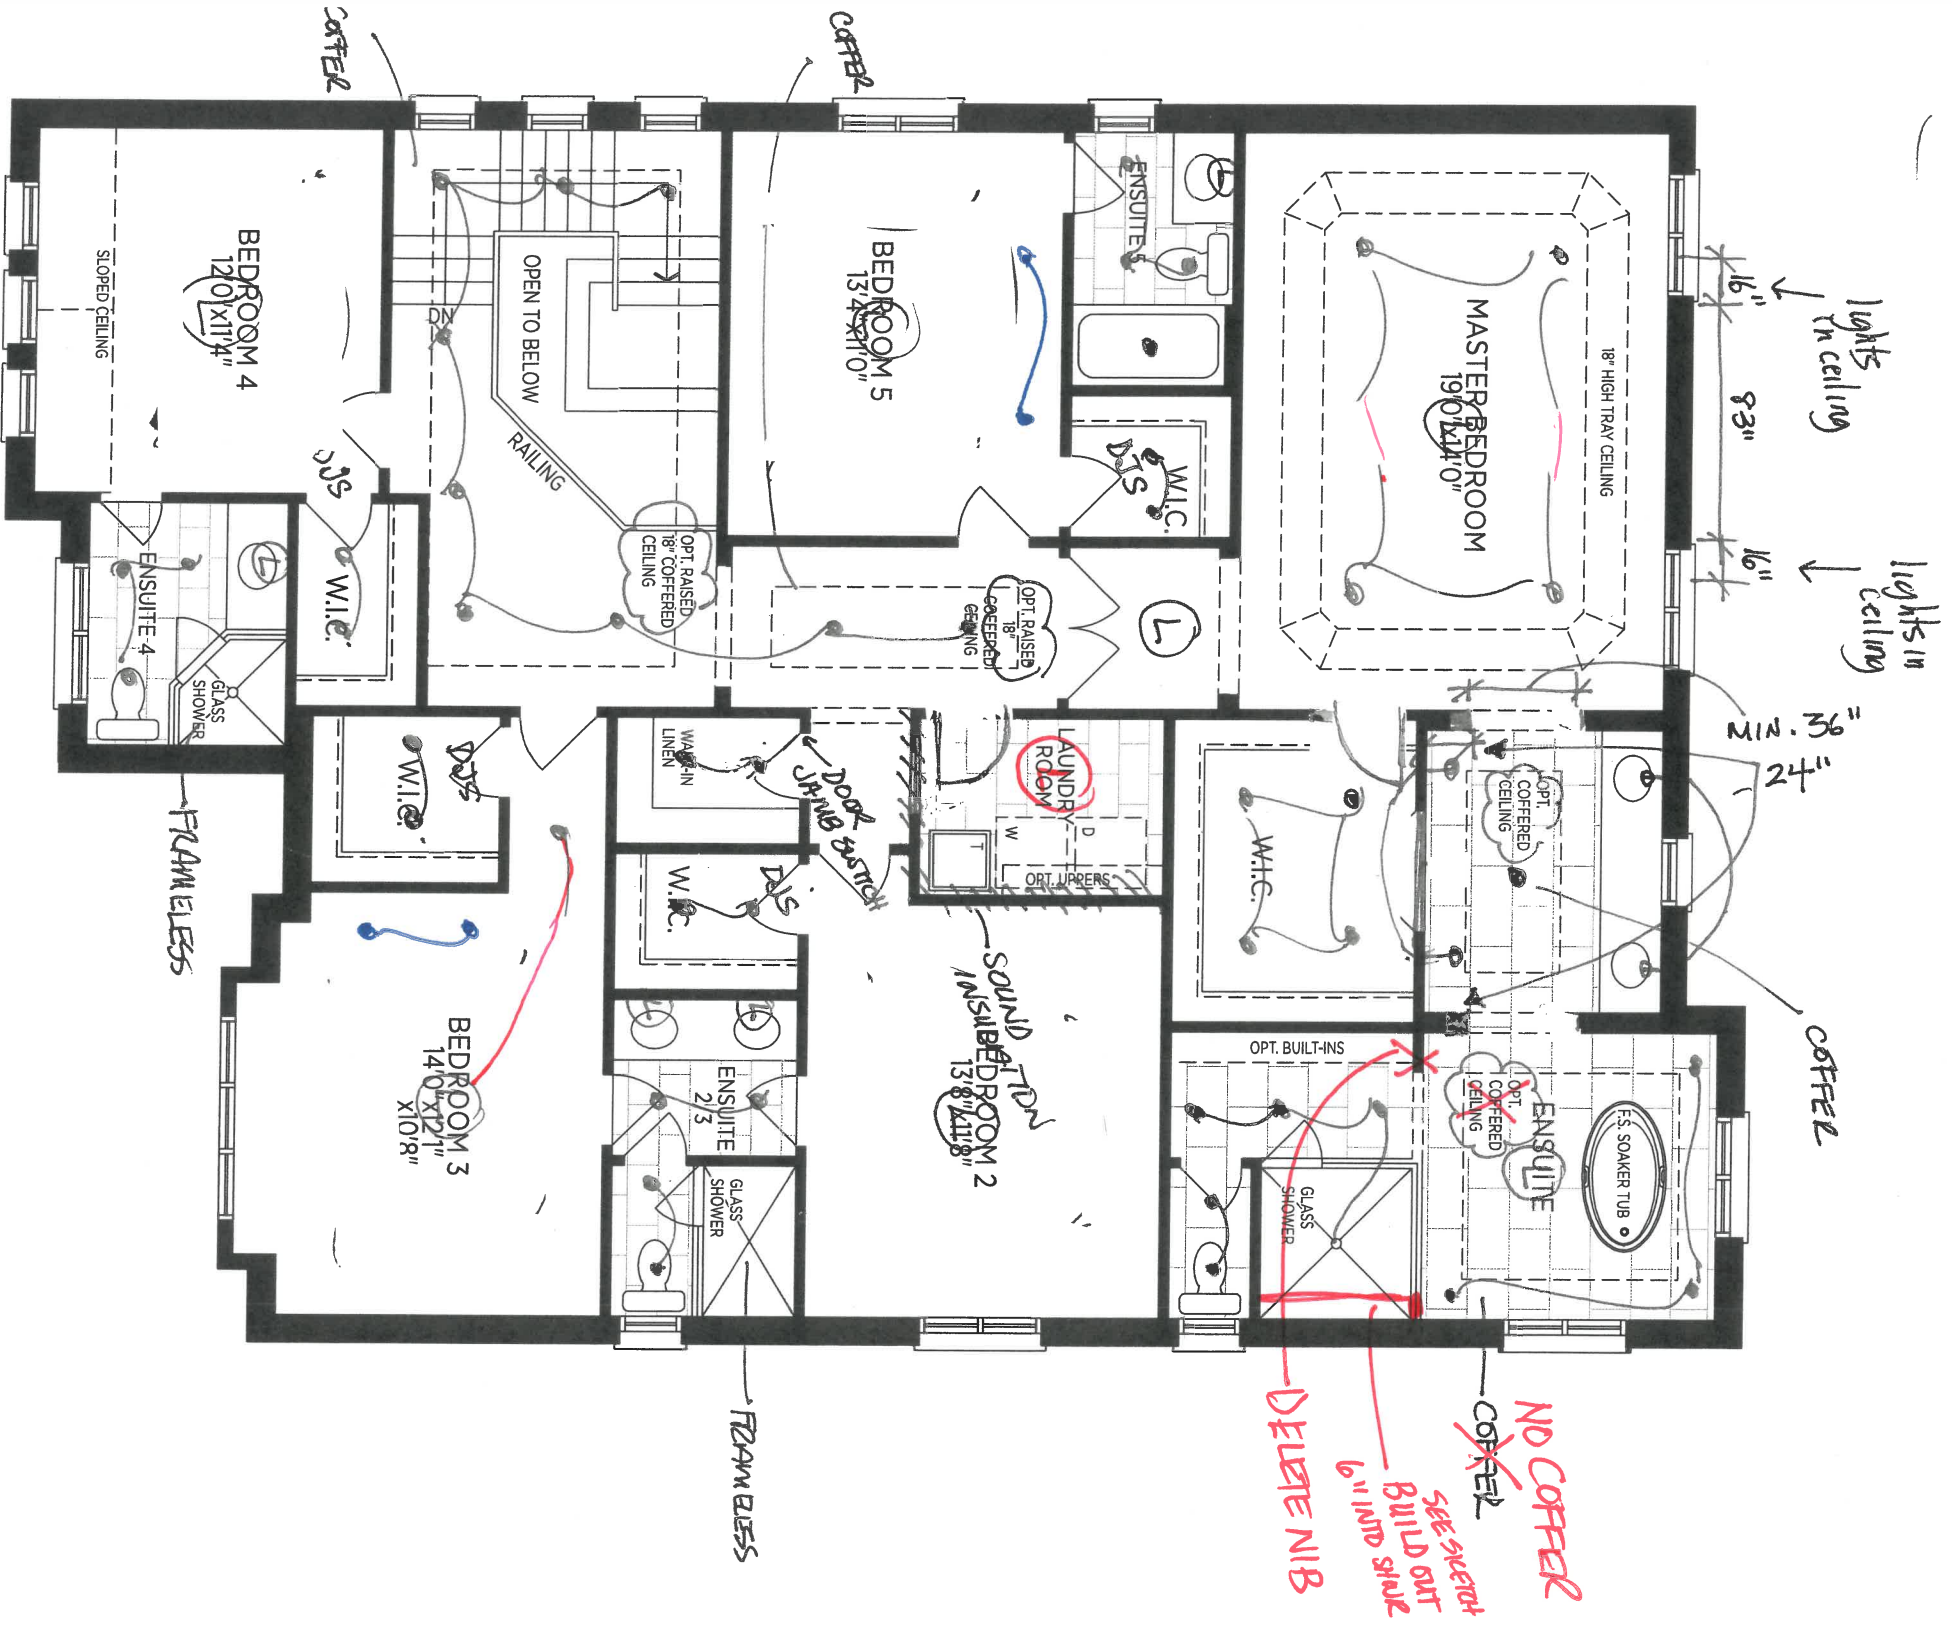 COFFER
COFFER
BEDROOM 4
12'0"x11'4"
SLOPED CEILING
DN
OPEN TO BELOW
RAILING
OPT. RAISED
18" COFFERED
CEILING
BEDROOM 5
13'4"x11'0"
ENSUITE 5
L
W.I.C.
DJS
MASTER BEDROOM
19'0"x14'0"
18" HIGH TRAY CEILING
16"
lights
in ceiling
83"
16"
lights in
ceiling
DJS
W.I.C.
ENSUITE 4
L
GLASS
SHOWER
FRAMELESS
OPT. RAISED
18"
COFFERED
CEILING
L
MIN. 36"
24"
W.I.C.
DJS
WALK-IN
LINEN
DOOR
JAMB SWITCH
LAUNDRY
ROOM
W
D
T
OPT. UPPERS
W.I.C.
DJS
W.I.C.
OPT.
COFFERED
CEILING
COFFER
SOUND
INSULATION
BEDROOM 3
14'0"x12'1"
x10'8"
ENSUITE
2/3
GLASS
SHOWER
FRAMELESS
BEDROOM 2
13'8"x11'8"
OPT. BUILT-INS
GLASS
SHOWER
OPT.
COFFERED
CEILING
ENSUITE
L
F.S. SOAKER TUB
DELETE NIB
SEE SKETCH
BUILD OUT
6" INTO SHWR
COFFER
NO COFFER